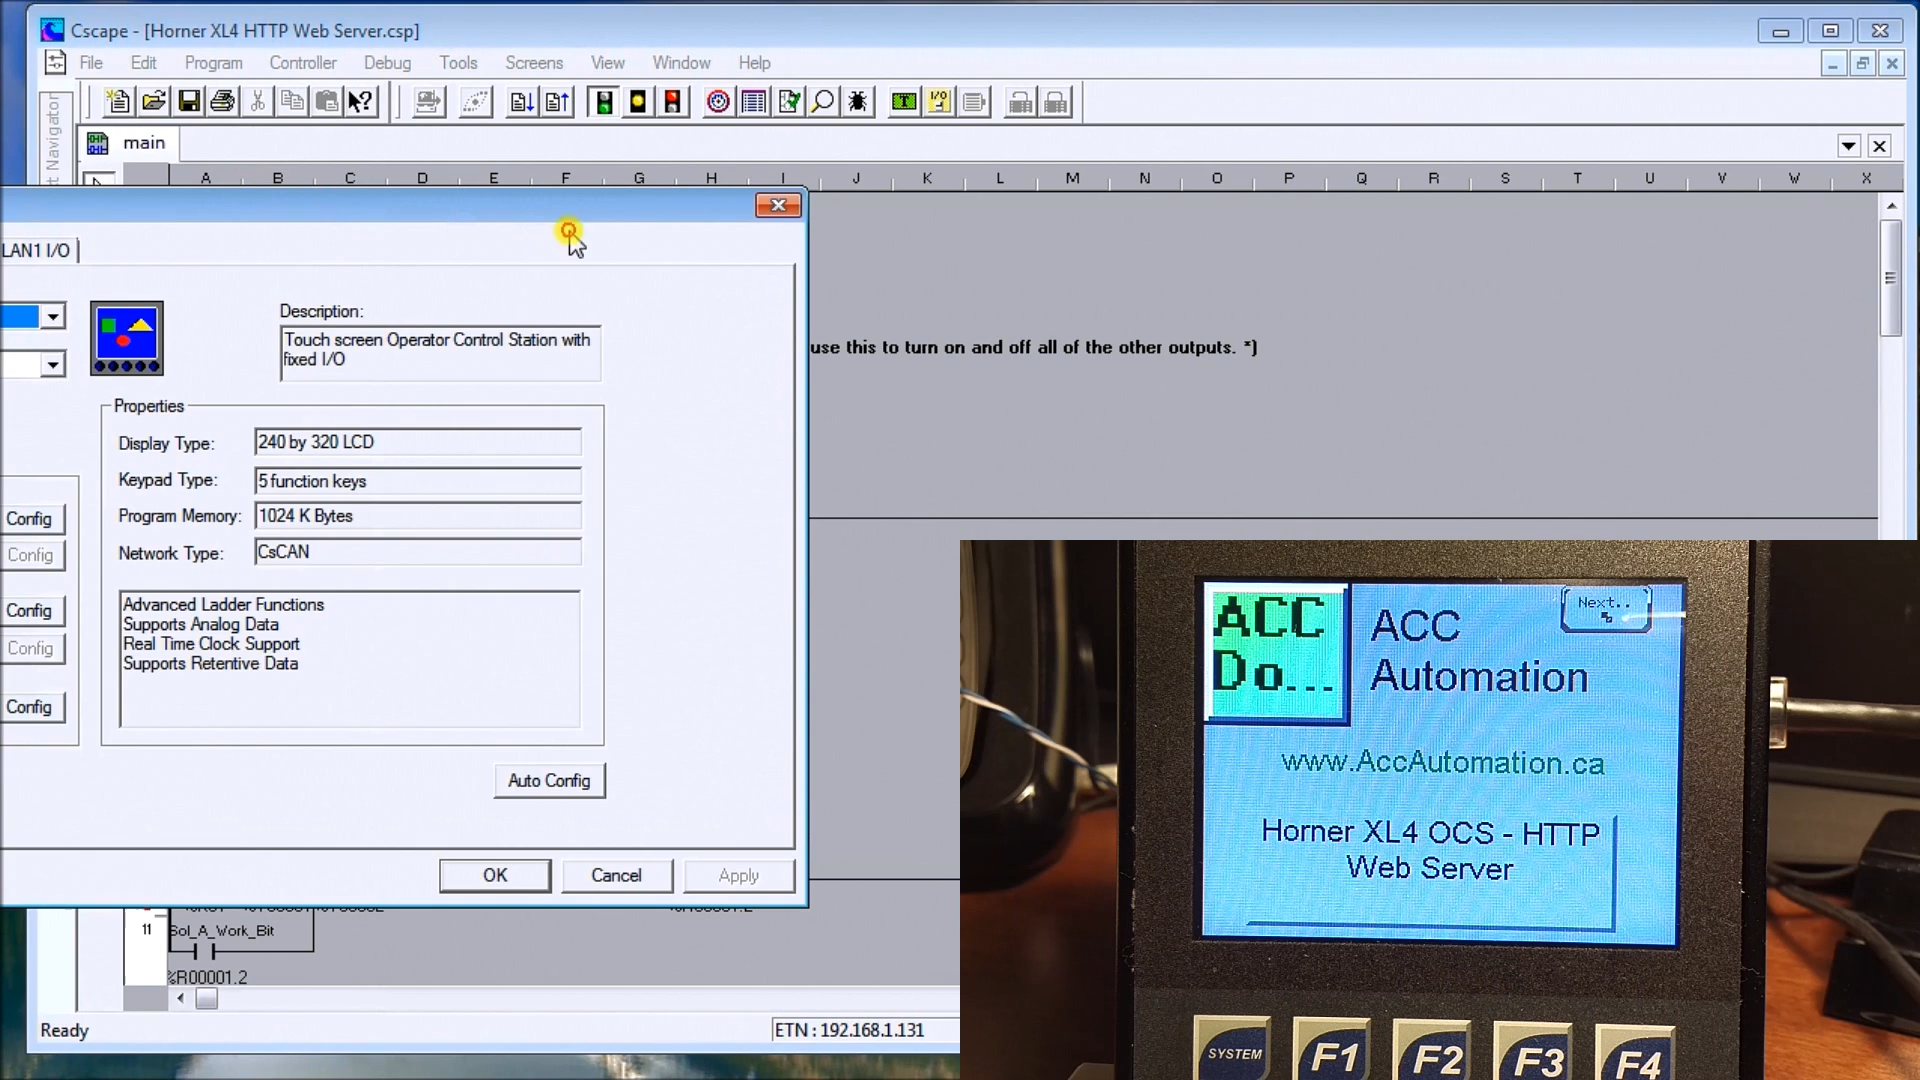 Cscape - [Horner XL4 HTTP Web Server.csp]
File Edit Program Controller Debug Tools Screens View Window Help
T I/O
main
t Navigator
A B C D E F G H I J K L M N O P Q R S T U V W X
LAN1 I/O
Description:
Touch screen Operator Control Station with
fixed I/O
use this to turn on and off all of the other outputs. *)
Properties
Display Type: 240 by 320 LCD
Keypad Type: 5 function keys
Config
Program Memory: 1024 K Bytes
Config
Network Type: CsCAN
Config
Advanced Ladder Functions
Supports Analog Data
Config
Real Time Clock Support
Supports Retentive Data
Config
Auto Config
OK Cancel Apply
11
Sol_A_Work_Bit
%R00001.2
Ready
ETN : 192.168.1.131
ACC
Do...
ACC
Automation
Next..
www.AccAutomation.ca
Horner XL4 OCS - HTTP
Web Server
SYSTEM F1 F2 F3 F4